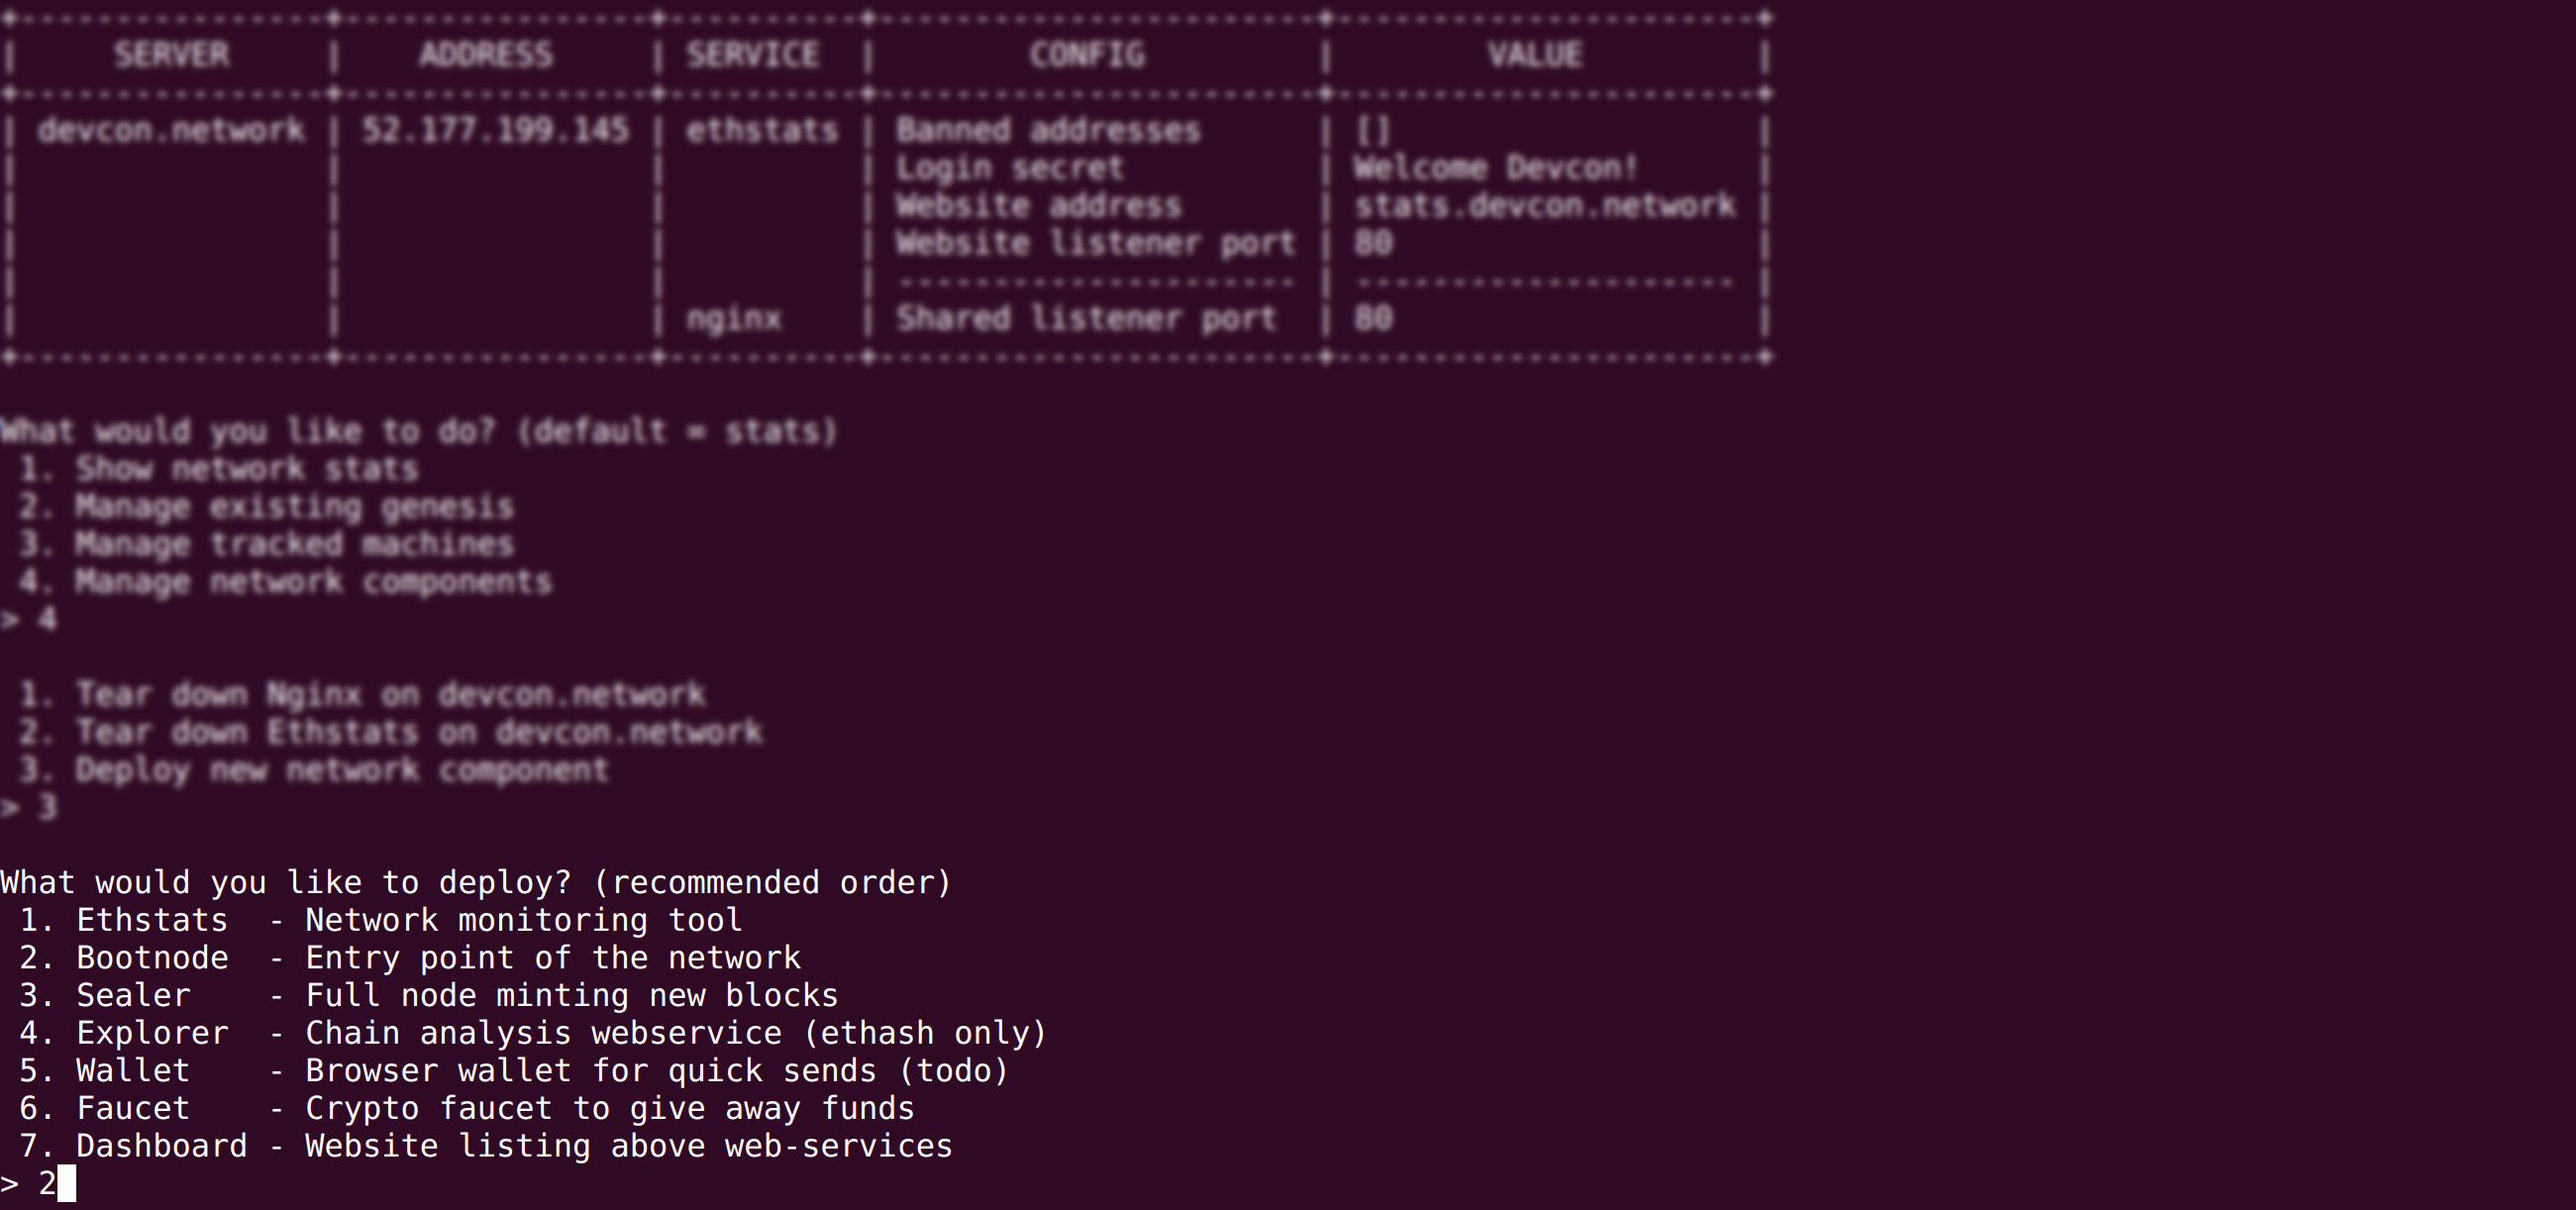 +----------------+----------------+----------+-----------------------+----------------------+
|     SERVER     |    ADDRESS     | SERVICE  |        CONFIG         |        VALUE         |
+----------------+----------------+----------+-----------------------+----------------------+
| devcon.network | 52.177.199.145 | ethstats | Banned addresses      | []                   |
|                |                |          | Login secret          | Welcome Devcon!      |
|                |                |          | Website address       | stats.devcon.network |
|                |                |          | Website listener port | 80                   |
|                |                |          | --------------------- | -------------------- |
|                |                | nginx    | Shared listener port  | 80                   |
+----------------+----------------+----------+-----------------------+----------------------+
What would you like to do? (default = stats)
 1. Show network stats
 2. Manage existing genesis
 3. Manage tracked machines
 4. Manage network components
> 4
 1. Tear down Nginx on devcon.network
 2. Tear down Ethstats on devcon.network
 3. Deploy new network component
> 3
What would you like to deploy? (recommended order)
 1. Ethstats  - Network monitoring tool
 2. Bootnode  - Entry point of the network
 3. Sealer    - Full node minting new blocks
 4. Explorer  - Chain analysis webservice (ethash only)
 5. Wallet    - Browser wallet for quick sends (todo)
 6. Faucet    - Crypto faucet to give away funds
 7. Dashboard - Website listing above web-services
> 2